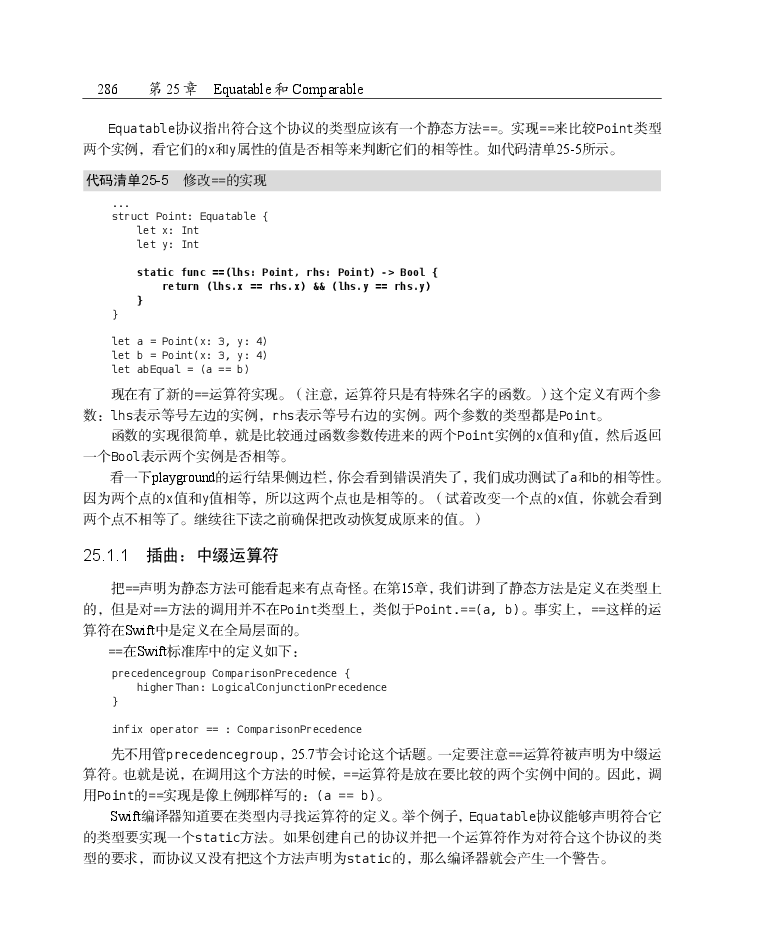 286 第 25 章 Equatable 和 Comparable
Equatable协议指出符合这个协议的类型应该有一个静态方法==。实现==来比较Point类型
两个实例，看它们的x和y属性的值是否相等来判断它们的相等性。如代码清单25-5所示。
代码清单25-5 修改==的实现
...
struct Point: Equatable {
let x: Int
let y: Int
static func ==(lhs: Point, rhs: Point) -> Bool {
return (lhs.x == rhs.x) && (lhs.y == rhs.y)
}
}
let a = Point(x: 3, y: 4)
let b = Point(x: 3, y: 4)
let abEqual = (a == b)
现在有了新的==运算符实现。（注意，运算符只是有特殊名字的函数。）这个定义有两个参
数：lhs表示等号左边的实例，rhs表示等号右边的实例。两个参数的类型都是Point。
函数的实现很简单，就是比较通过函数参数传进来的两个Point实例的x值和y值，然后返回
一个Bool表示两个实例是否相等。
看一下playground的运行结果侧边栏，你会看到错误消失了，我们成功测试了a和b的相等性。
因为两个点的x值和y值相等，所以这两个点也是相等的。（试着改变一个点的x值，你就会看到
两个点不相等了。继续往下读之前确保把改动恢复成原来的值。）
25.1.1 插曲：中缀运算符
把==声明为静态方法可能看起来有点奇怪。在第15章，我们讲到了静态方法是定义在类型上
的，但是对==方法的调用并不在Point类型上，类似于Point.==(a, b)。事实上，==这样的运
算符在Swift中是定义在全局层面的。
==在Swift标准库中的定义如下：
precedencegroup ComparisonPrecedence {
higherThan: LogicalConjunctionPrecedence
}
infix operator == : ComparisonPrecedence
先不用管precedencegroup，25.7节会讨论这个话题。一定要注意==运算符被声明为中缀运
算符。也就是说，在调用这个方法的时候，==运算符是放在要比较的两个实例中间的。因此，调
用Point的==实现是像上例那样写的：(a == b)。
Swift编译器知道要在类型内寻找运算符的定义。举个例子，Equatable协议能够声明符合它
的类型要实现一个static方法。如果创建自己的协议并把一个运算符作为对符合这个协议的类
型的要求，而协议又没有把这个方法声明为static的，那么编译器就会产生一个警告。